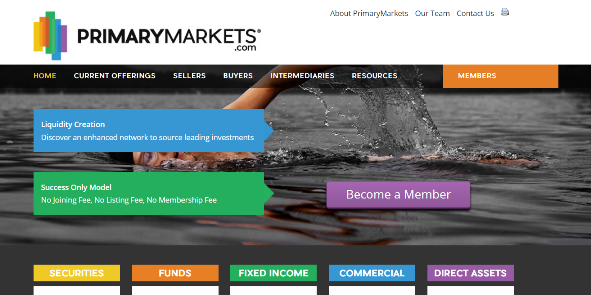 About PrimaryMarkets Our Team Contact Us
PRIMARYMARKETS®
.com
HOME CURRENT OFFERINGS SELLERS BUYERS INTERMEDIARIES RESOURCES MEMBERS
Liquidity Creation
Discover an enhanced network to source leading investments
Success Only Model
No Joining Fee, No Listing Fee, No Membership Fee
Become a Member
SECURITIES FUNDS FIXED INCOME COMMERCIAL DIRECT ASSETS